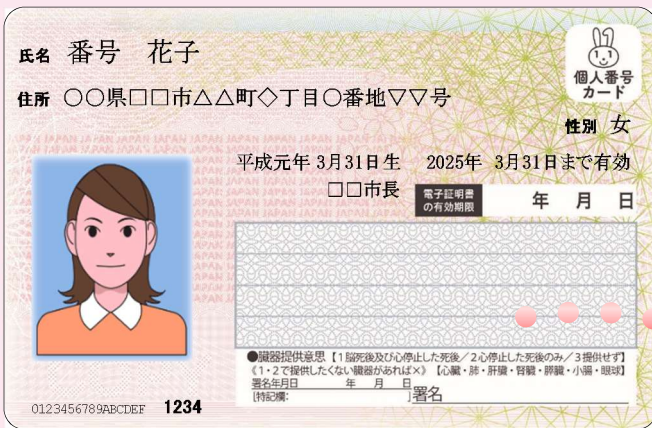 氏名 番号 花子
個人番号
カード
住所 ○○県□□市△△町◇丁目○番地▽▽号
性別 女
平成元年 3月31日生 2025年 3月31日まで有効
□□市長
電子証明書
の有効期限
年 月 日
●臓器提供意思【1脳死後及び心停止した死後／2心停止した死後のみ／3提供せず】
《1・2で提供したくない臓器があれば×》【心臓・肺・肝臓・腎臓・膵臓・小腸・眼球】
署名年月日 年 月 日
[特記欄: ]署名
0123456789ABCDEF 1234